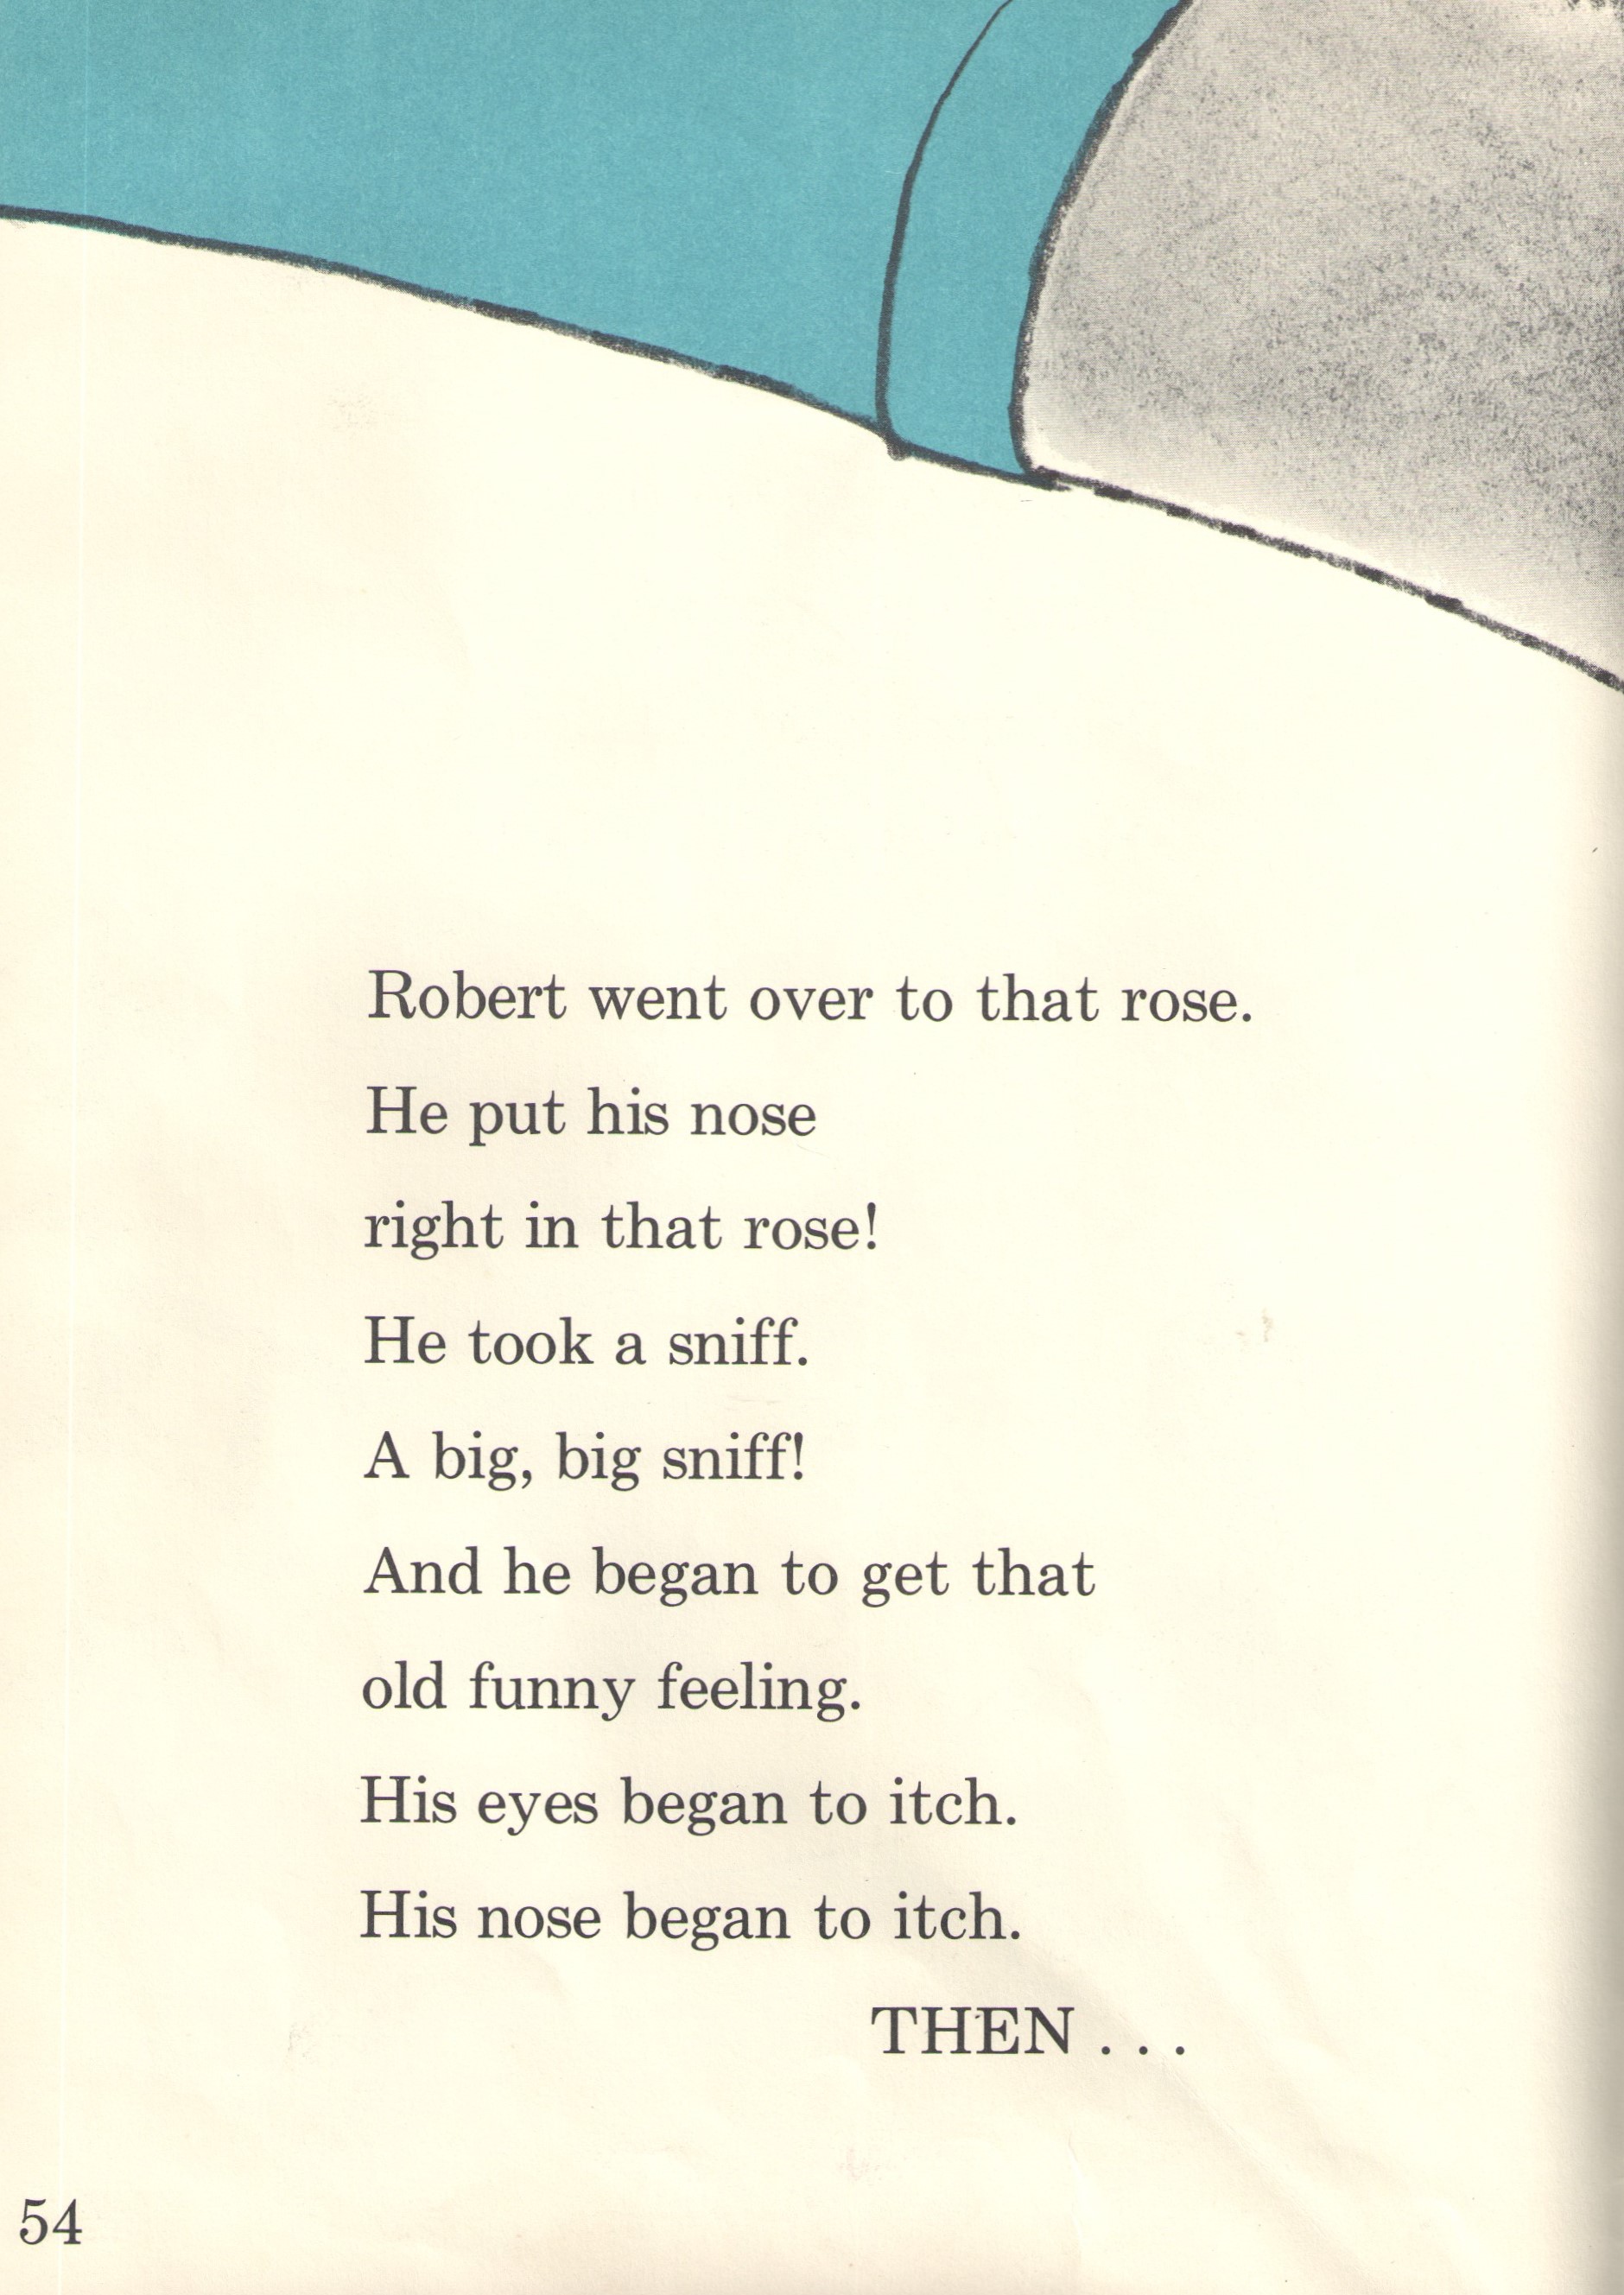 Robert went over to that rose.
He put his nose
right in that rose!
He took a sniff.
A big, big sniff!
And he began to get that
old funny feeling.
His eyes began to itch.
His nose began to itch.
THEN . . .
54